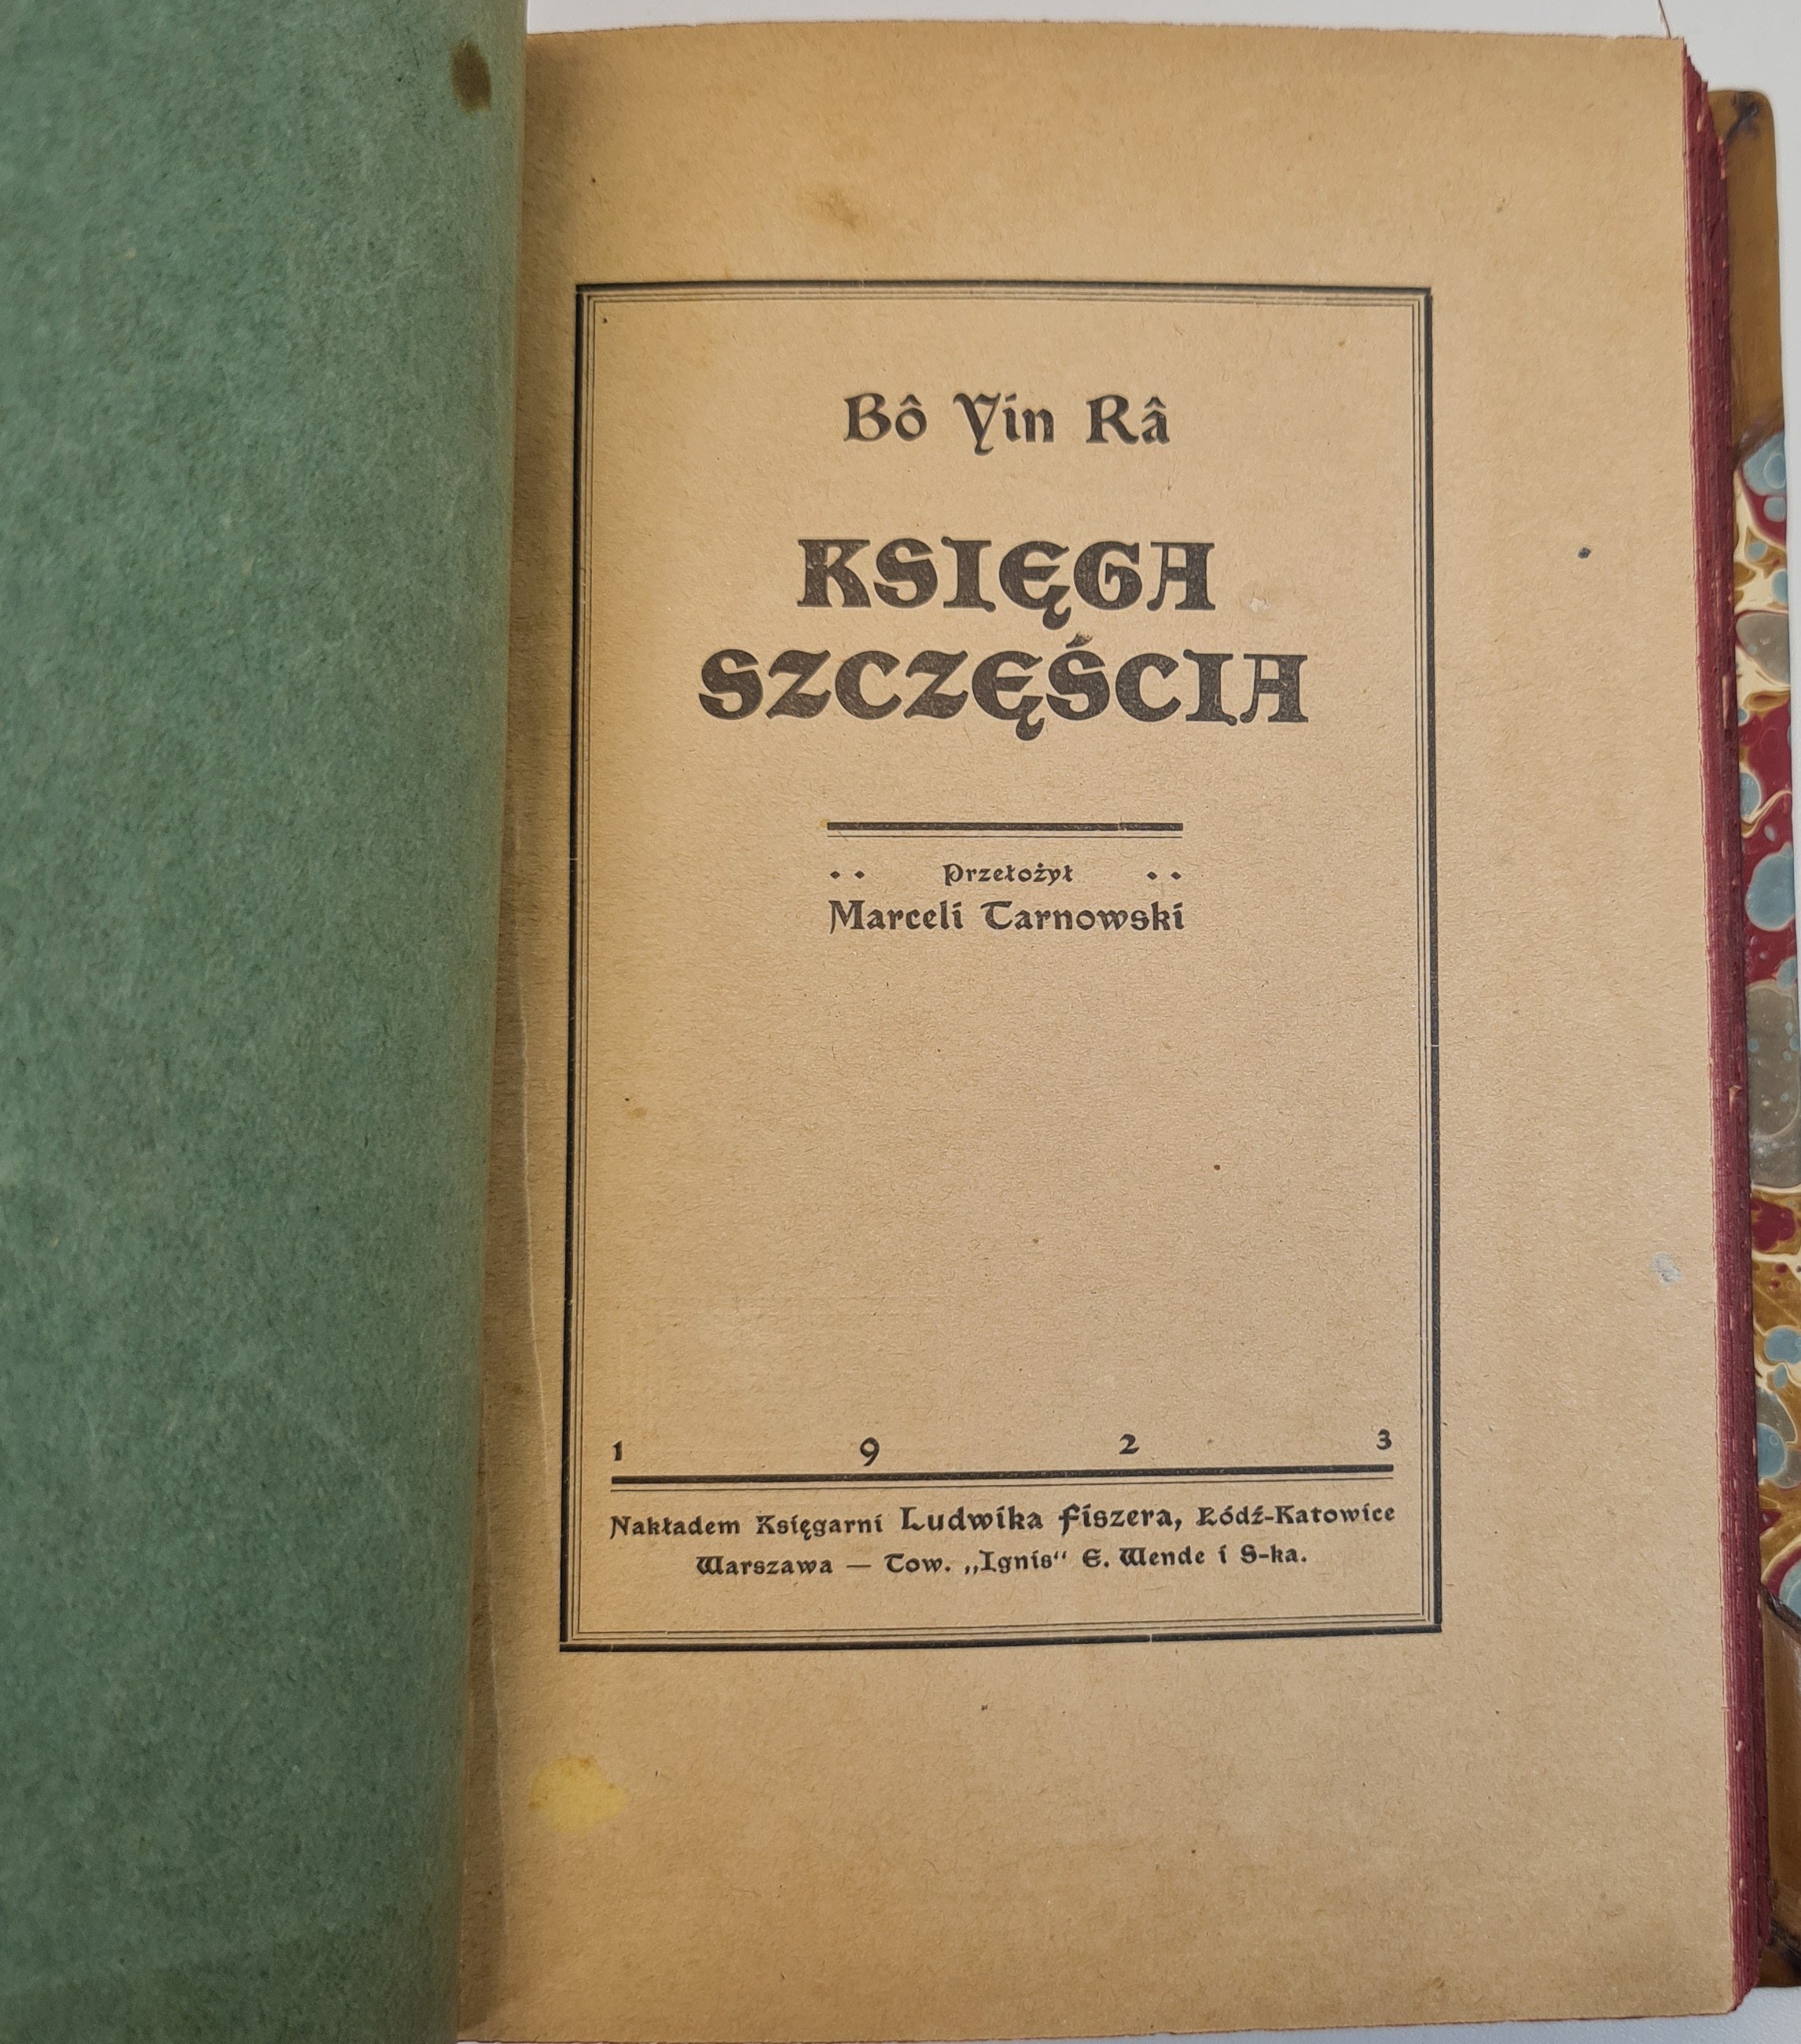 Bô Yin Râ
KSIĘGA
SZCZĘŚCIA
Przełożył
Marceli Tarnowski
1 9 2 3
Nakładem Księgarni Ludwika Fiszera, Łódź-Katowice
Warszawa — Tow. „Ignis“ E. Wende i S-ka.